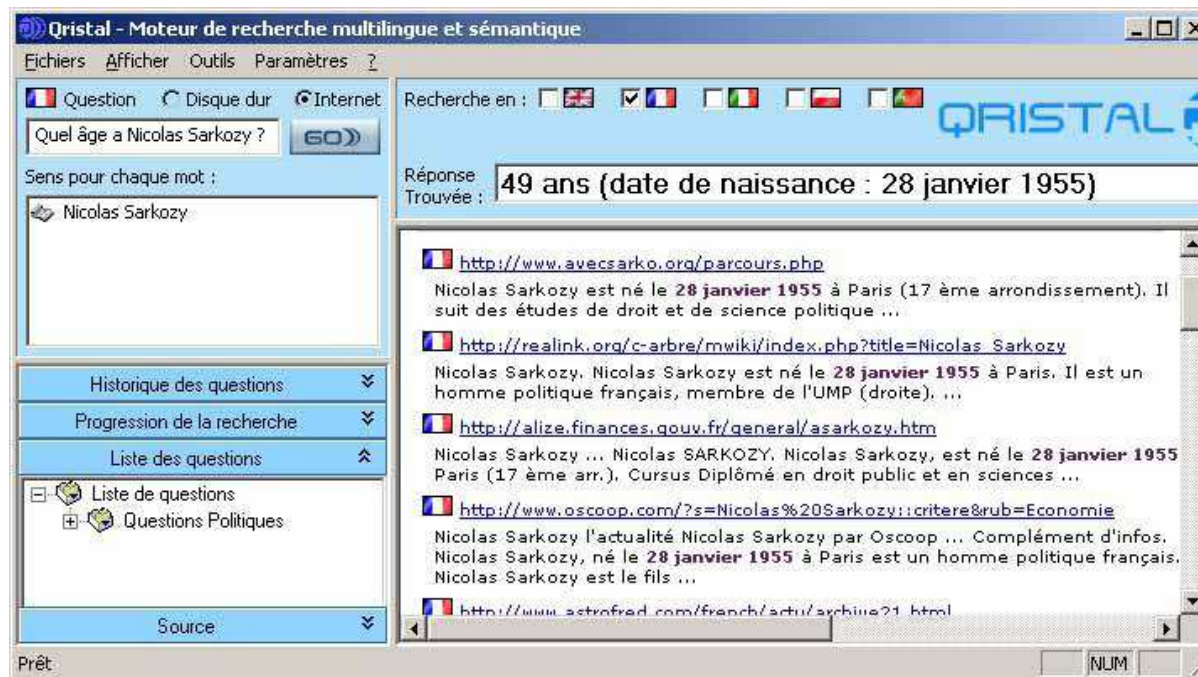 Qristal - Moteur de recherche multilingue et sémantique
Fichiers Afficher Outils Paramètres ?
Question Disque dur Internet
Quel âge a Nicolas Sarkozy ? GO
Sens pour chaque mot :
Nicolas Sarkozy
Historique des questions
Progression de la recherche
Liste des questions
Liste de questions
Questions Politiques
Source
Recherche en :
QRISTAL
Réponse
Trouvée :
49 ans (date de naissance : 28 janvier 1955)
http://www.avecsarko.org/parcours.php
Nicolas Sarkozy est né le 28 janvier 1955 à Paris (17 ème arrondissement). Il
suit des études de droit et de science politique ...
http://realink.org/c-arbre/mwiki/index.php?title=Nicolas_Sarkozy
Nicolas Sarkozy. Nicolas Sarkozy est né le 28 janvier 1955 à Paris. Il est un
homme politique français, membre de l'UMP (droite). ...
http://alize.finances.gouv.fr/general/asarkozy.htm
Nicolas Sarkozy ... Nicolas SARKOZY. Nicolas Sarkozy, est né le 28 janvier 1955
Paris (17 ème arr.). Cursus Diplômé en droit public et en sciences ...
http://www.oscoop.com/?s=Nicolas%20Sarkozy::critere&rub=Economie
Nicolas Sarkozy l'actualité Nicolas Sarkozy par Oscoop ... Complément d'infos.
Nicolas Sarkozy, né le 28 janvier 1955 à Paris est un homme politique français.
Nicolas Sarkozy est le fils ...
http://www.astrofred.com/french/actu/archive21.html
Prêt
NUM